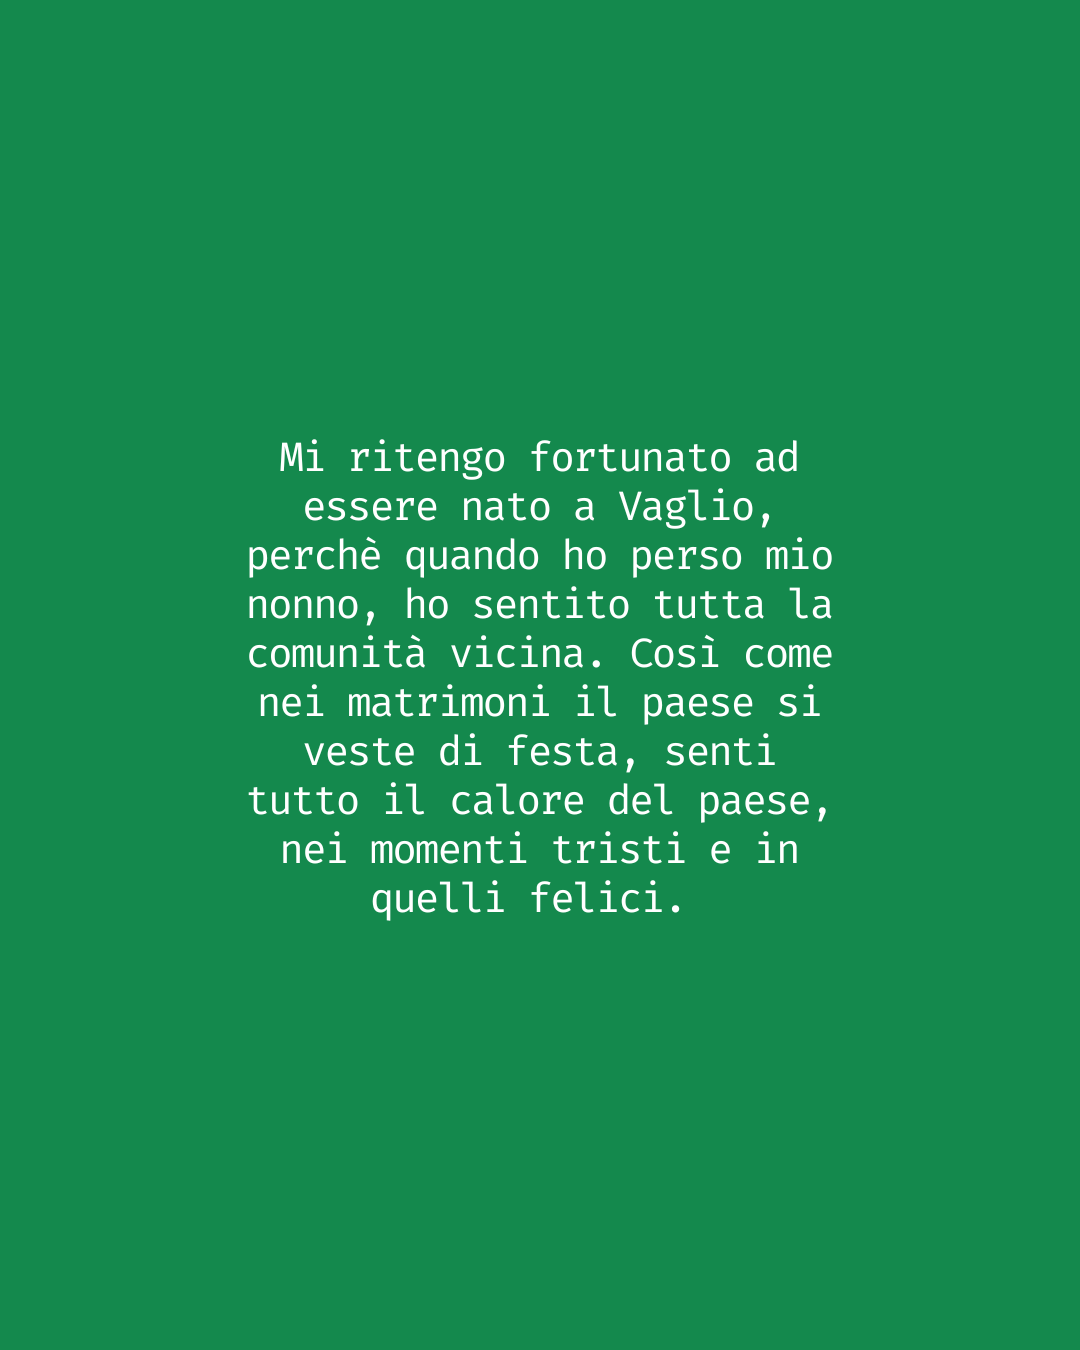 Mi ritengo fortunato ad
essere nato a Vaglio,
perchè quando ho perso mio
nonno, ho sentito tutta la
comunità vicina. Così come
nei matrimoni il paese si
veste di festa, senti
tutto il calore del paese,
nei momenti tristi e in
quelli felici.